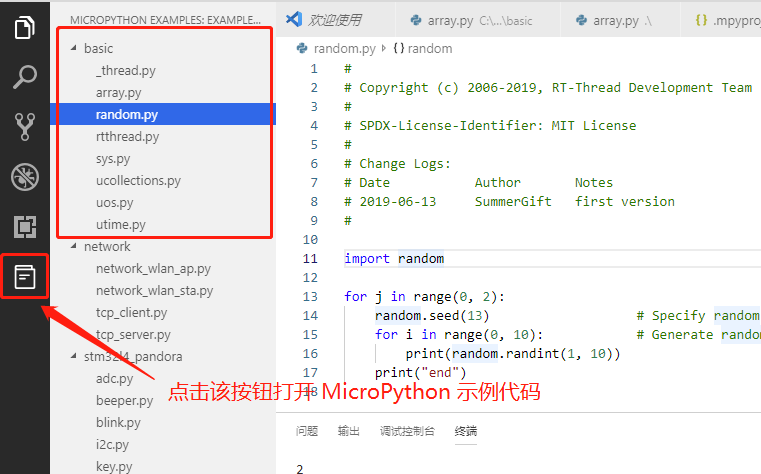 MICROPYTHON EXAMPLES: EXAMPLE...
basic
_thread.py
array.py
random.py
rtthread.py
sys.py
ucollections.py
uos.py
utime.py
network
network_wlan_ap.py
network_wlan_sta.py
tcp_client.py
tcp_server.py
stm32l4_pandora
adc.py
beeper.py
blink.py
i2c.py
key.py
欢迎使用
array.py C:\...\basic
array.py .\
{} .mpyproj
random.py > {} random
1 #
2 # Copyright (c) 2006-2019, RT-Thread Development Team
3 #
4 # SPDX-License-Identifier: MIT License
5 #
6 # Change Logs:
7 # Date Author Notes
8 # 2019-06-13 SummerGift first version
9 #
10
11 import random
12
13 for j in range(0, 2):
14 random.seed(13) # Specify random
15 for i in range(0, 10): # Generate random
16 print(random.randint(1, 10))
17 print("end")
18
点击该按钮打开 MicroPython 示例代码
问题 输出 调试控制台 终端
2